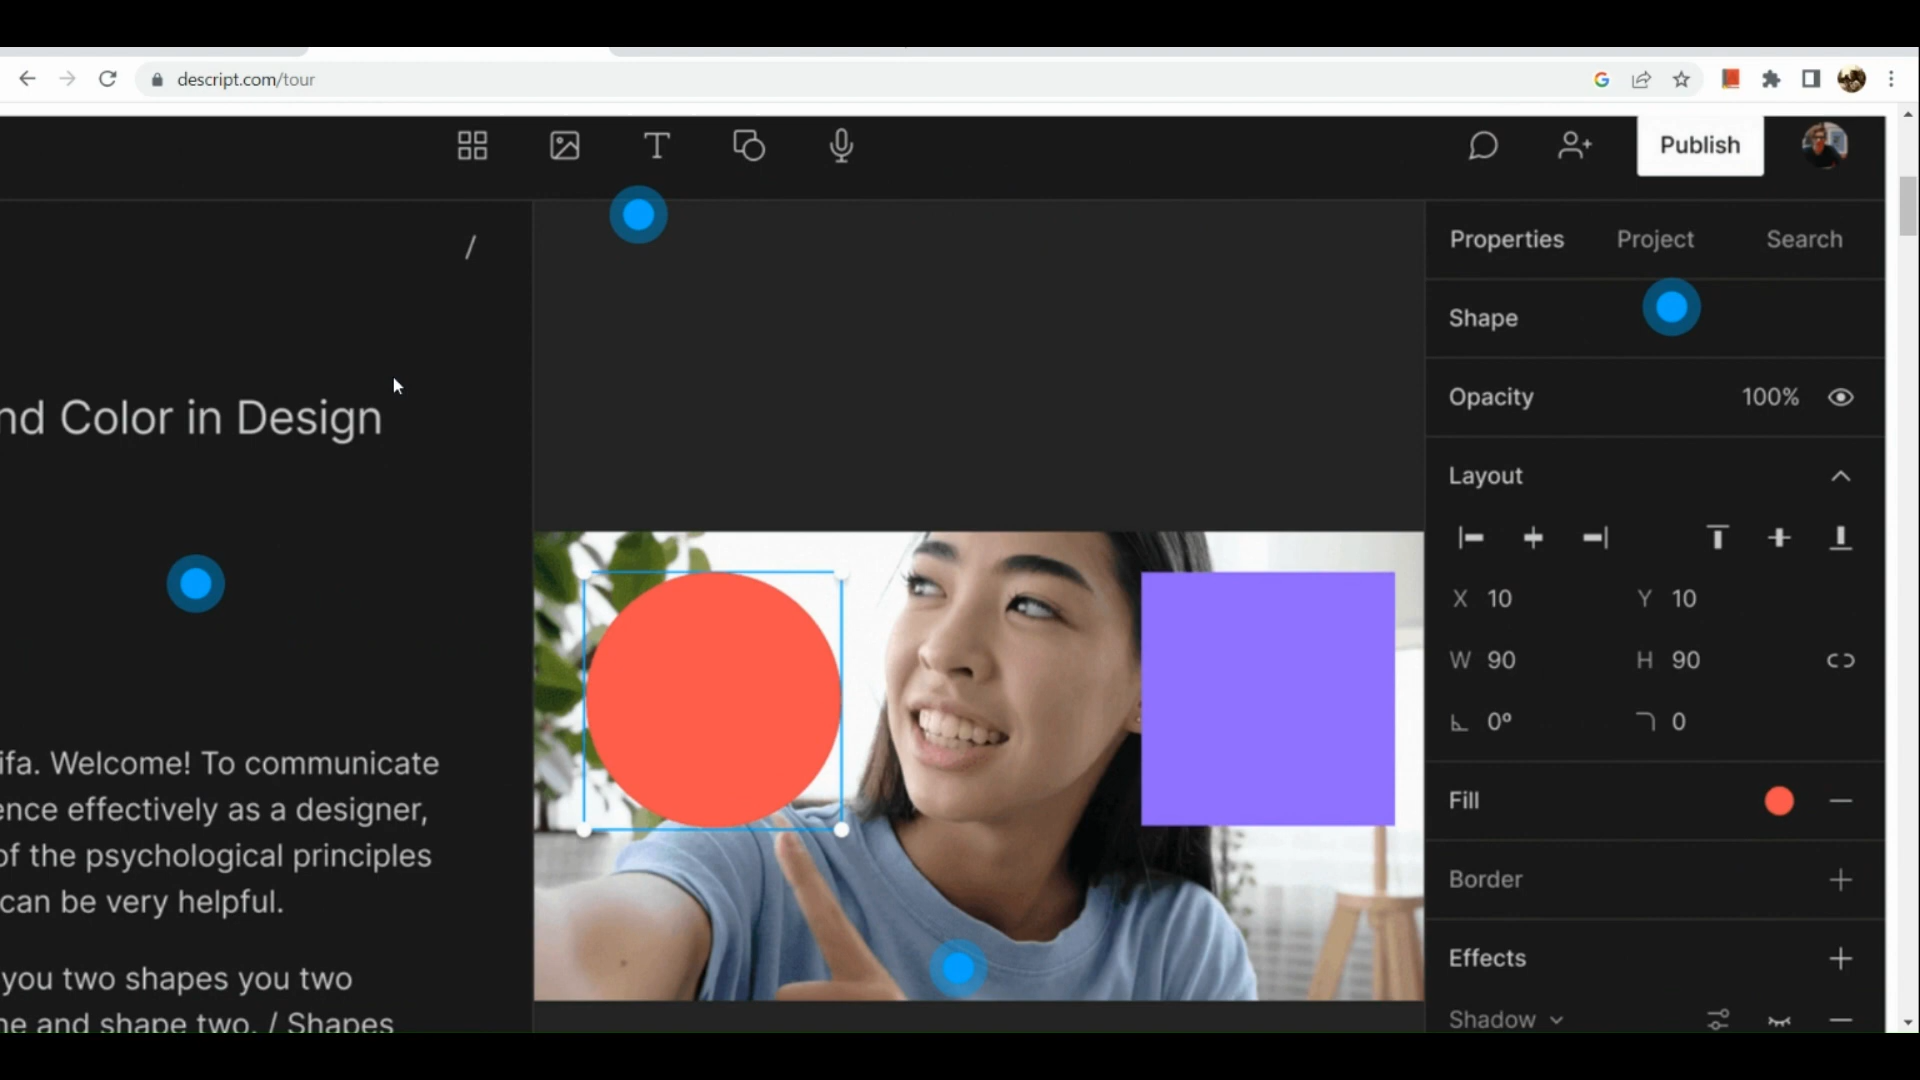 descript.com/tour
Publish
/
Properties Project Search
Shape
Opacity 100%
Layout
X 10 Y 10
W 90 H 90
0° 0
Fill
Border
Effects
Shadow
nd Color in Design
ifa. Welcome! To communicate
ence effectively as a designer,
of the psychological principles
can be very helpful.
you two shapes you two
ne and shape two. / Shapes